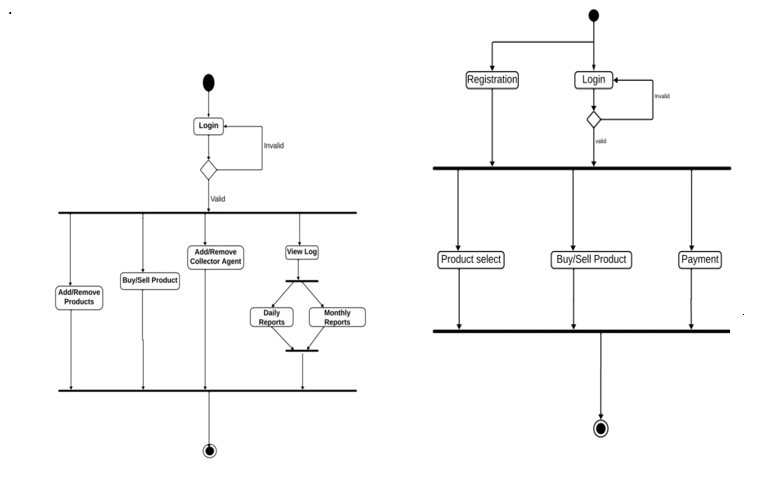 Login
Invalid
Valid
Add/Remove
Products
Buy/Sell Product
Add/Remove
Collector Agent
View Log
Daily
Reports
Monthly
Reports
Registration
Login
Invalid
valid
Product select
Buy/Sell Product
Payment